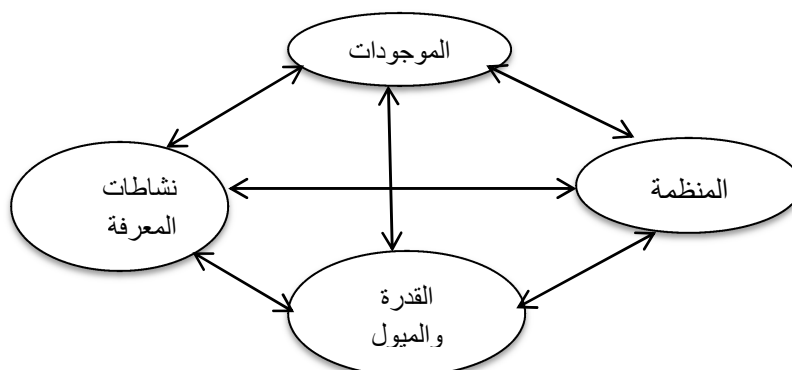 الموجودات
نشاطات
المعرفة
المنظمة
القدرة
والميول